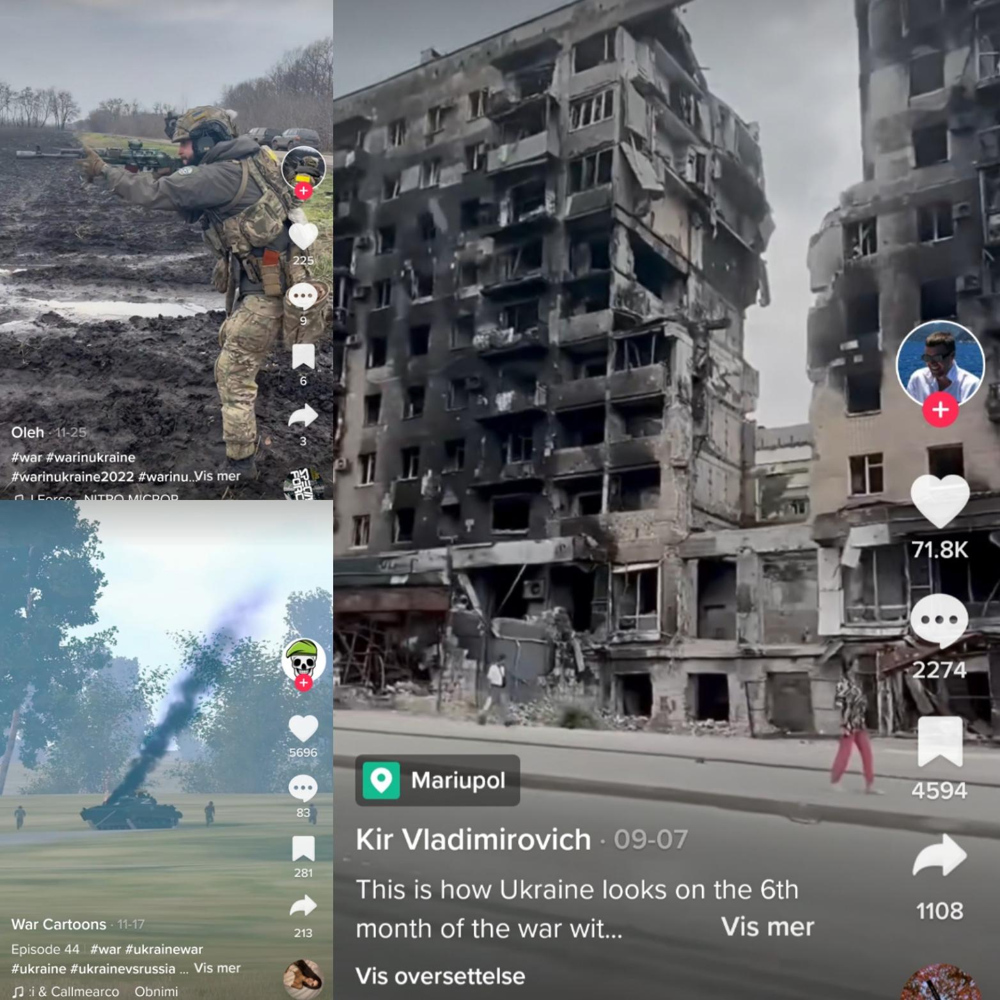 225
9
6
3
Oleh · 11-25
#war #warinukraine
#warinukraine2022 #warinu...Vis mer
5696
83
281
213
War Cartoons · 11-17
Episode 44 #war #ukrainewar
#ukraine #ukrainevsrussia ... Vis mer
:i & Callmearco Obnimi
71.8K
2274
4594
1108
Mariupol
Kir Vladimirovich · 09-07
This is how Ukraine looks on the 6th
month of the war wit... Vis mer
Vis oversettelse